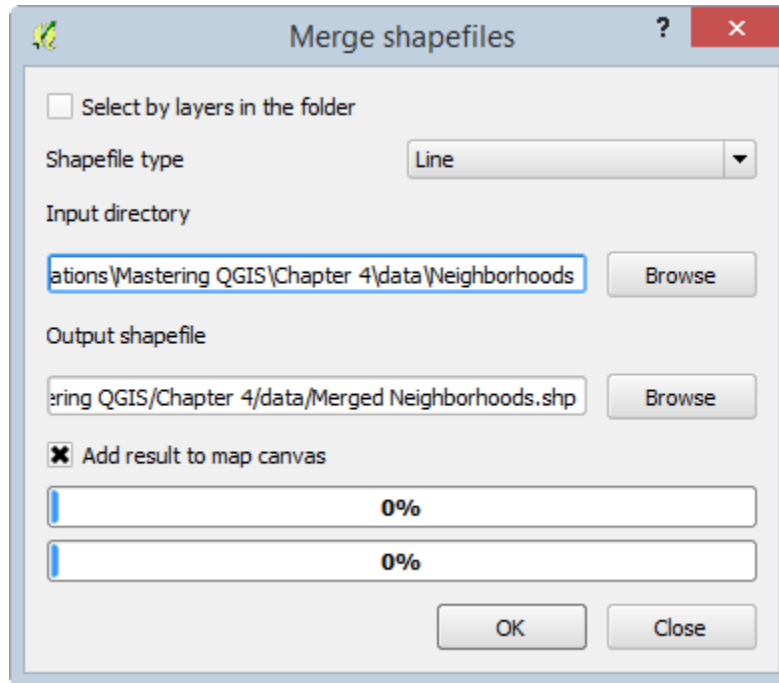 Merge shapefiles ?
Select by layers in the folder
Shapefile type Line
Input directory
ations\Mastering QGIS\Chapter 4\data\Neighborhoods Browse
Output shapefile
ering QGIS/Chapter 4/data/Merged Neighborhoods.shp Browse
Add result to map canvas
0%
0%
OK Close